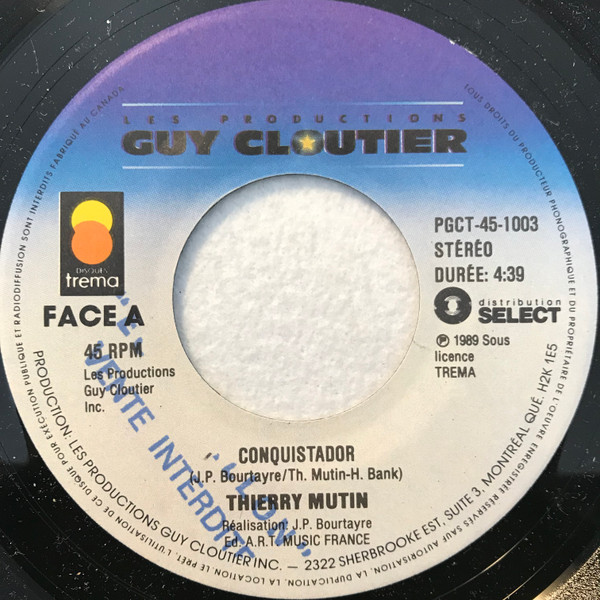 LES PRODUCTIONS
GUY CLOUTIER
DISQUES
trema
FACE A
45 RPM
Les Productions
Guy Cloutier
Inc.
PGCT-45-1003
STÉRÉO
DURÉE: 4:39
distribution
SELECT
℗ 1989 Sous
licence
TREMA
VENTE INTERDITE
CONQUISTADOR
(J.P. Bourtayre/Th. Mutin-H. Bank)
THIERRY MUTIN
Réalisation: J.P. Bourtayre
Ed. A.R.T. MUSIC FRANCE
PRODUCTION: LES PRODUCTIONS GUY CLOUTIER INC. — 2322 SHERBROOKE EST, SUITE 3, MONTRÉAL QUÉ. H2K 1E5
TOUS DROITS DU PRODUCTEUR PHONOGRAPHIQUE ET DU PROPRIÉTAIRE DE L'OEUVRE ENREGISTRÉE RÉSERVÉS. SAUF AUTORISATION, LA COPIE, LA LOCATION, LE PRÊT, L'UTILISATION DE CE DISQUE POUR EXÉCUTION PUBLIQUE ET RADIODIFFUSION SONT INTERDITS FABRIQUÉ AU CANADA